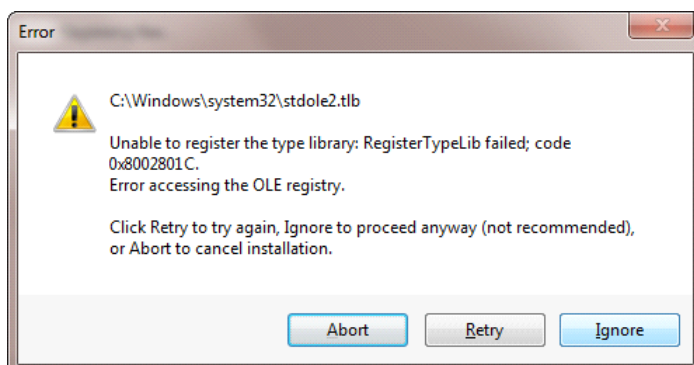 Error
C:\Windows\system32\stdole2.tlb
Unable to register the type library: RegisterTypeLib failed; code
0x8002801C.
Error accessing the OLE registry.
Click Retry to try again, Ignore to proceed anyway (not recommended),
or Abort to cancel installation.
Abort Retry Ignore